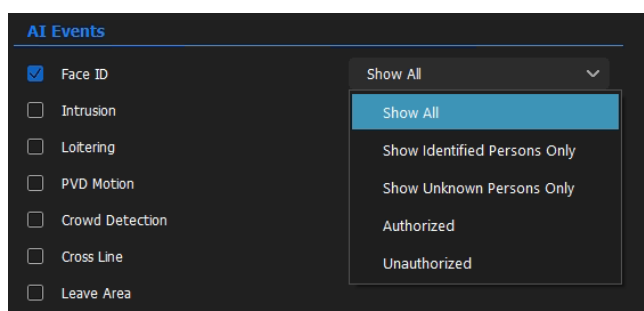 AI Events
Face ID
Show All
Intrusion
Show All
Loitering
Show Identified Persons Only
PVD Motion
Show Unknown Persons Only
Crowd Detection
Authorized
Cross Line
Unauthorized
Leave Area